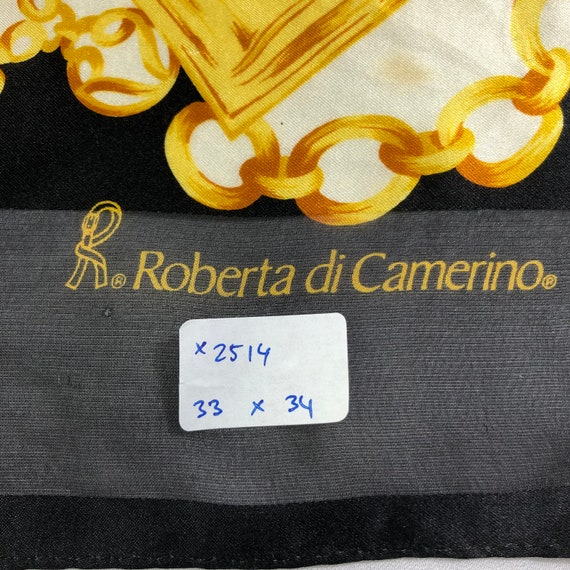 R® Roberta di Camerino®
x2514
33 x 34